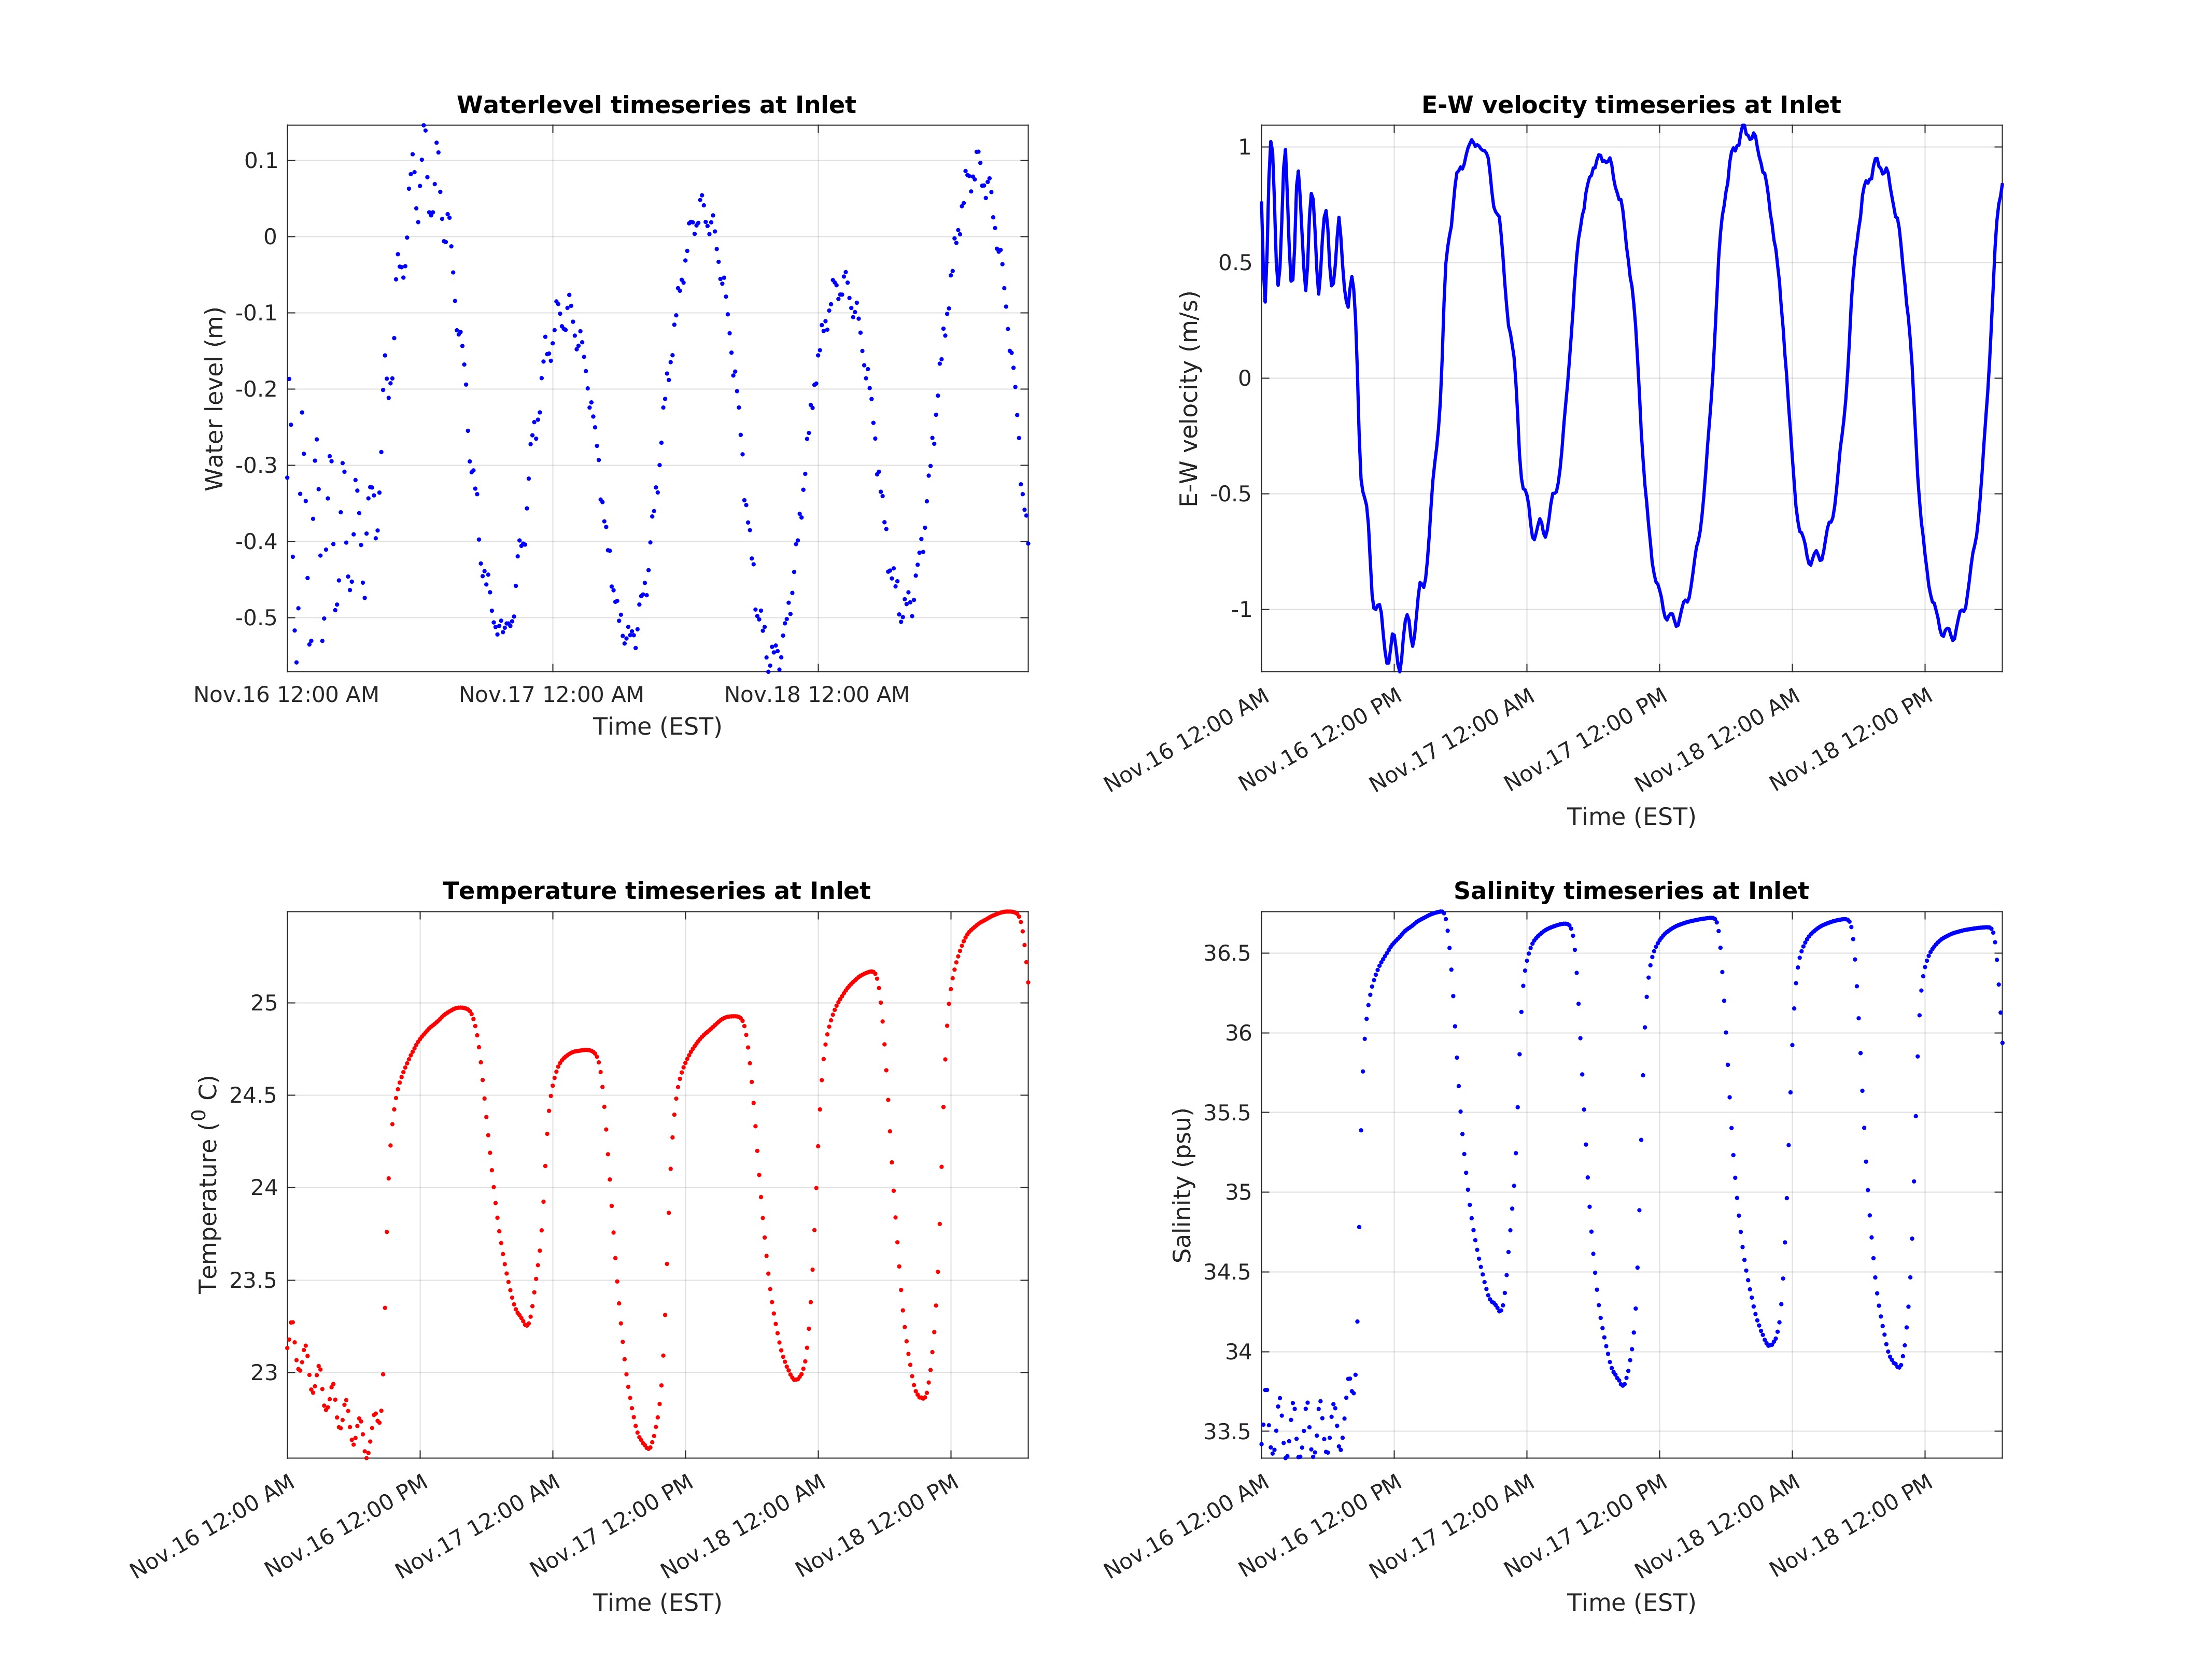 Waterlevel timeseries at Inlet
0.1
0
-0.1
-0.2
-0.3
-0.4
-0.5
Water level (m)
Nov.16 12:00 AM
Nov.17 12:00 AM
Nov.18 12:00 AM
Time (EST)
E-W velocity timeseries at Inlet
1
0.5
0
-0.5
-1
E-W velocity (m/s)
Nov.16 12:00 AM
Nov.16 12:00 PM
Nov.17 12:00 AM
Nov.17 12:00 PM
Nov.18 12:00 AM
Nov.18 12:00 PM
Time (EST)
Temperature timeseries at Inlet
25
24.5
24
23.5
23
Temperature (⁰ C)
Nov.16 12:00 AM
Nov.16 12:00 PM
Nov.17 12:00 AM
Nov.17 12:00 PM
Nov.18 12:00 AM
Nov.18 12:00 PM
Time (EST)
Salinity timeseries at Inlet
36.5
36
35.5
35
34.5
34
33.5
Salinity (psu)
Nov.16 12:00 AM
Nov.16 12:00 PM
Nov.17 12:00 AM
Nov.17 12:00 PM
Nov.18 12:00 AM
Nov.18 12:00 PM
Time (EST)